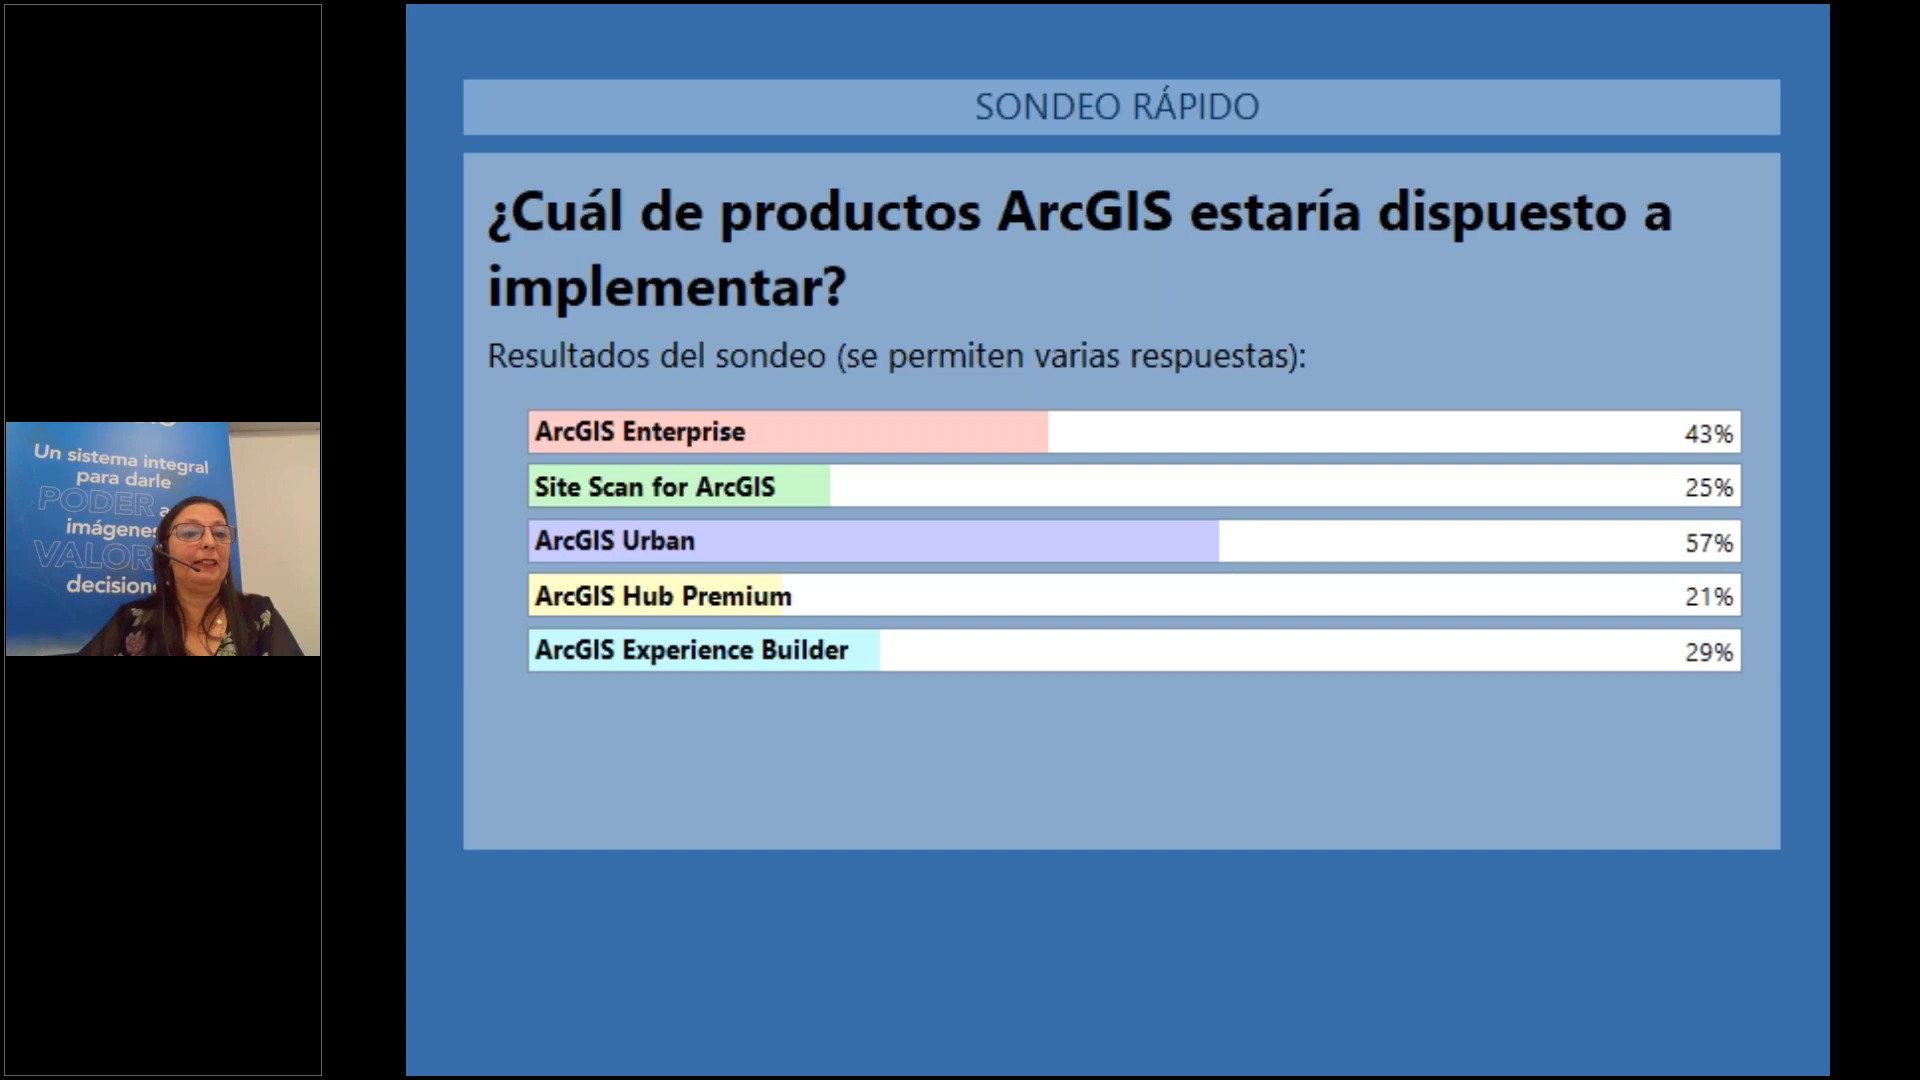 SONDEO RÁPIDO
¿Cuál de productos ArcGIS estaría dispuesto a
implementar?
Resultados del sondeo (se permiten varias respuestas):
ArcGIS Enterprise 43%
Site Scan for ArcGIS 25%
ArcGIS Urban 57%
ArcGIS Hub Premium 21%
ArcGIS Experience Builder 29%
Un sistema integral
para darle
PODER a
imágenes
VALOR
decision